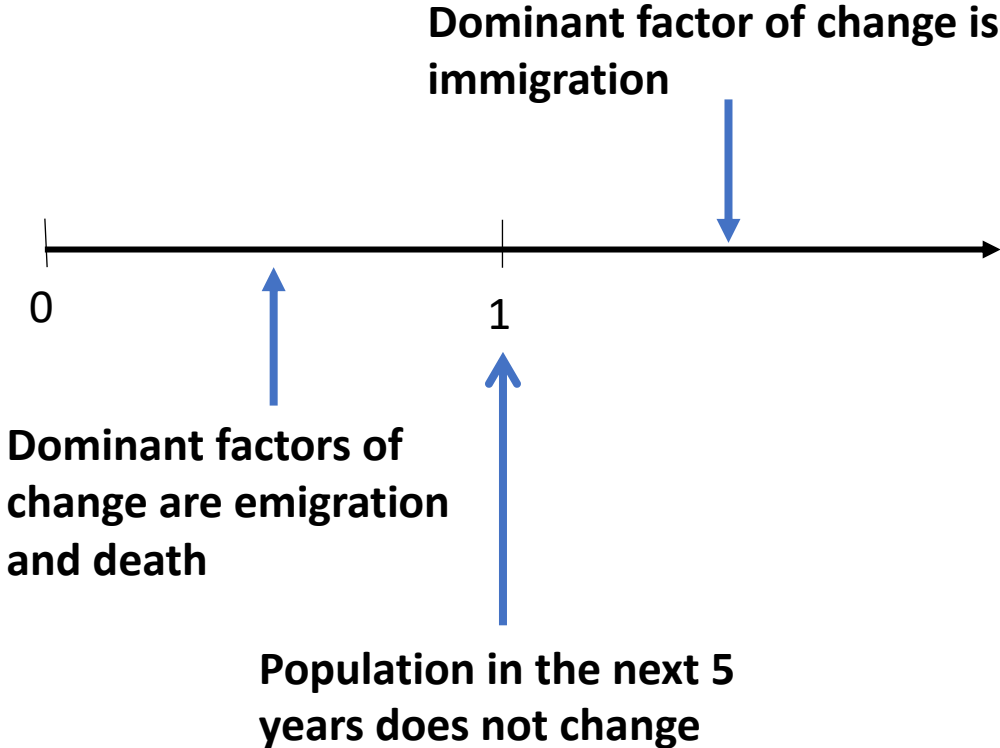 Dominant factor of change is
immigration
0
1
Dominant factors of
change are emigration
and death
Population in the next 5
years does not change